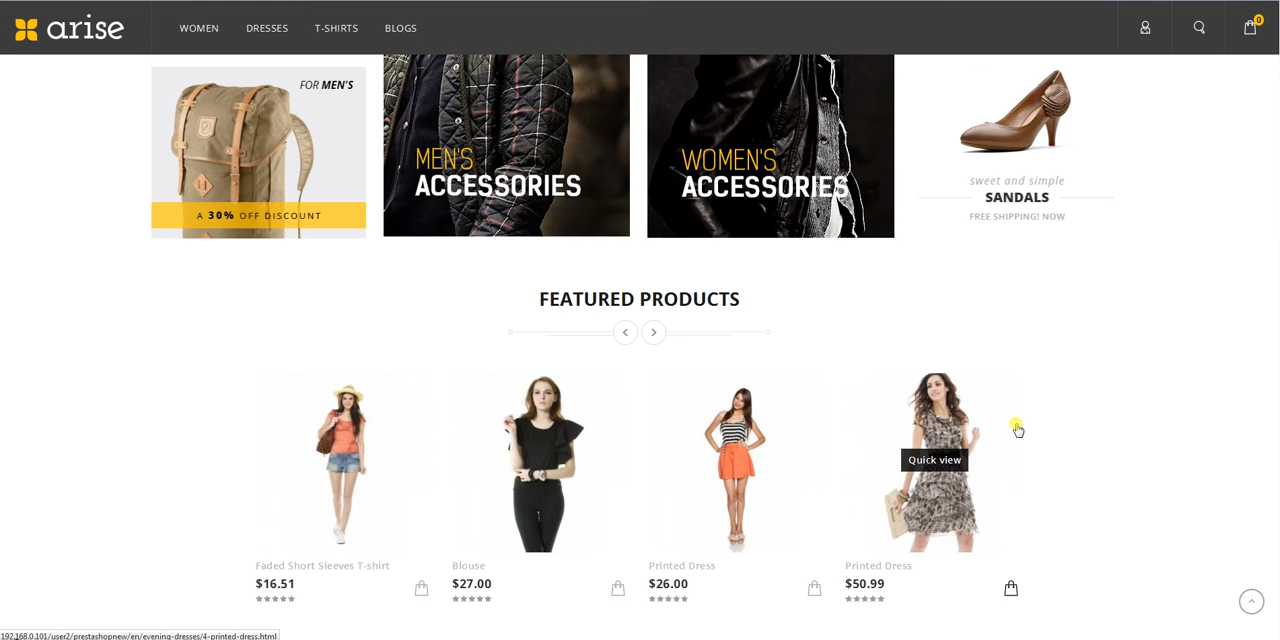 arise
WOMEN
DRESSES
T-SHIRTS
BLOGS
0
FOR MEN'S
A 30% OFF DISCOUNT
MEN'S
ACCESSORIES
WOMEN'S
ACCESSORIES
sweet and simple
SANDALS
FREE SHIPPING! NOW
FEATURED PRODUCTS
Quick view
Faded Short Sleeves T-shirt
$16.51
Blouse
$27.00
Printed Dress
$26.00
Printed Dress
$50.99
192.168.0.101/user2/prestashopnew/en/evening-dresses/4-printed-dress.html